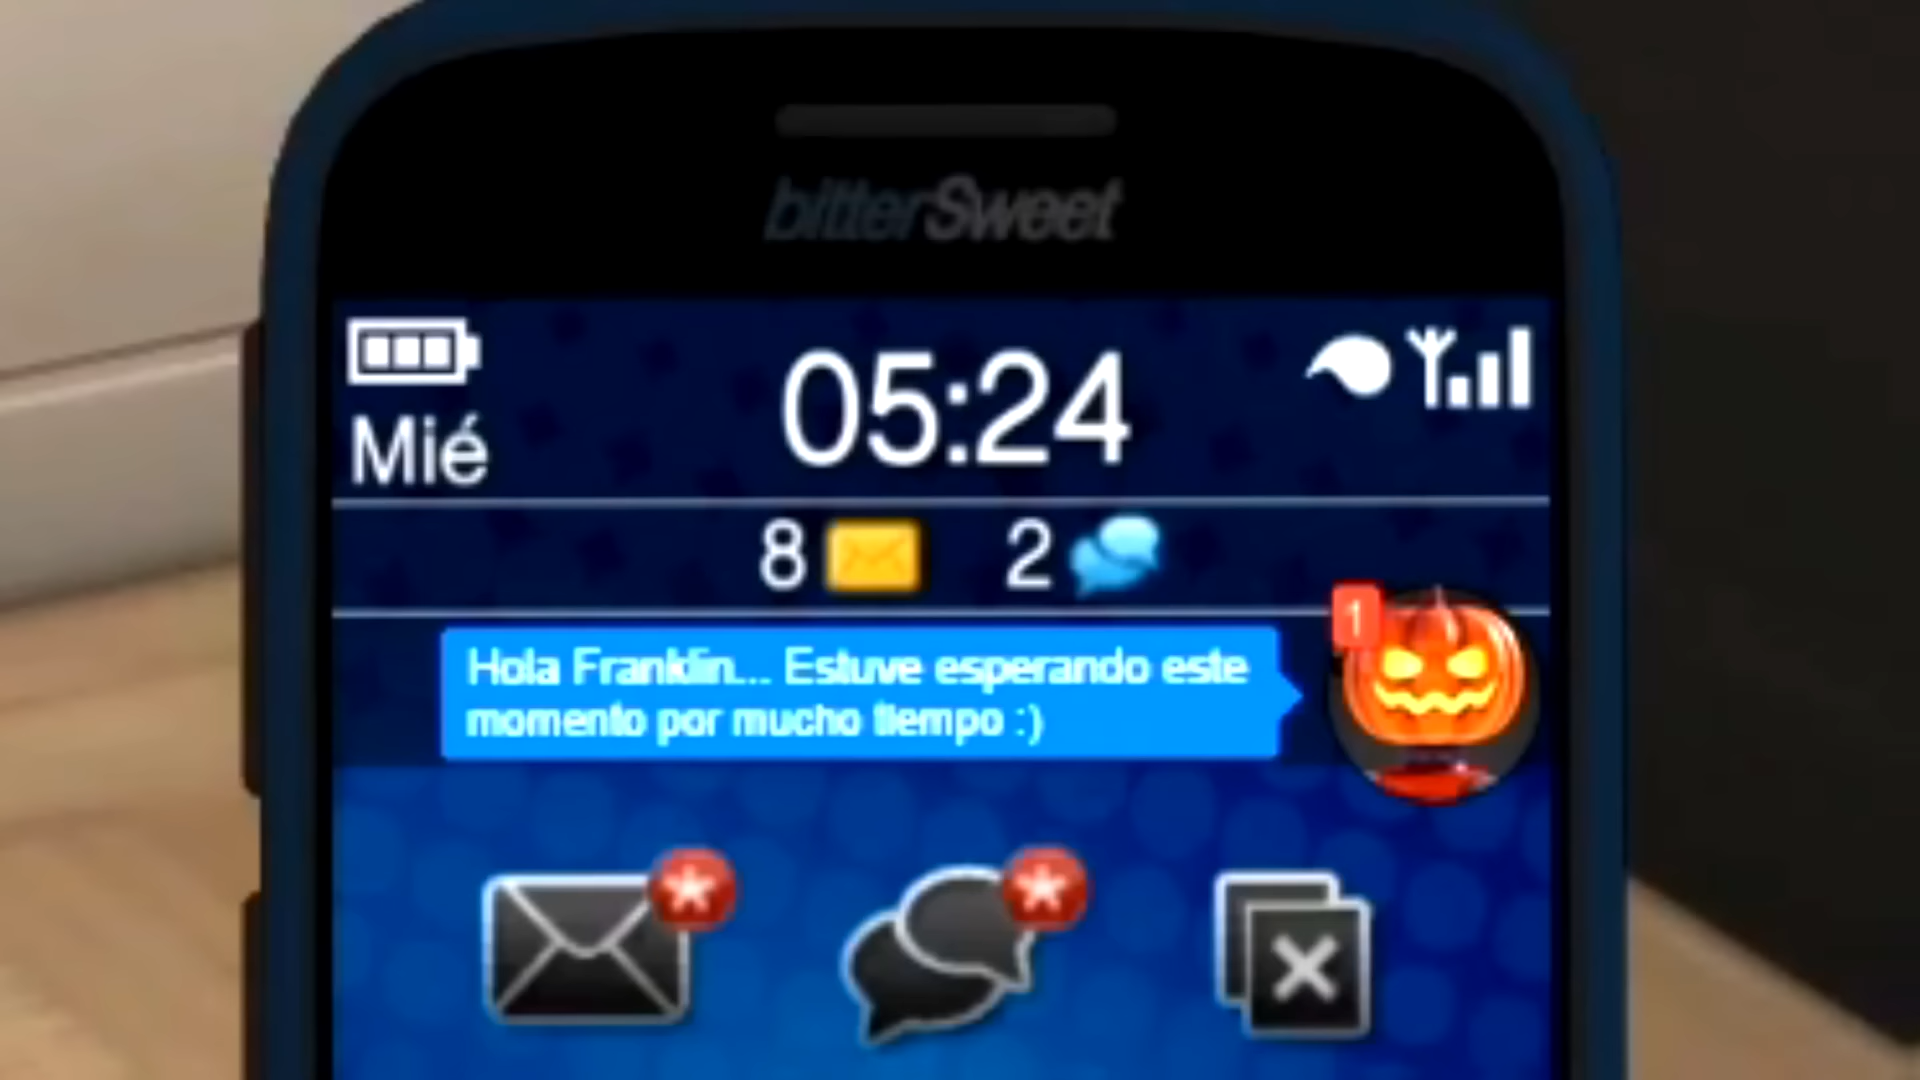 bitterSweet
Mié
05:24
8 2
1
Hola Franklin... Estuve esperando este
momento por mucho tiempo :)